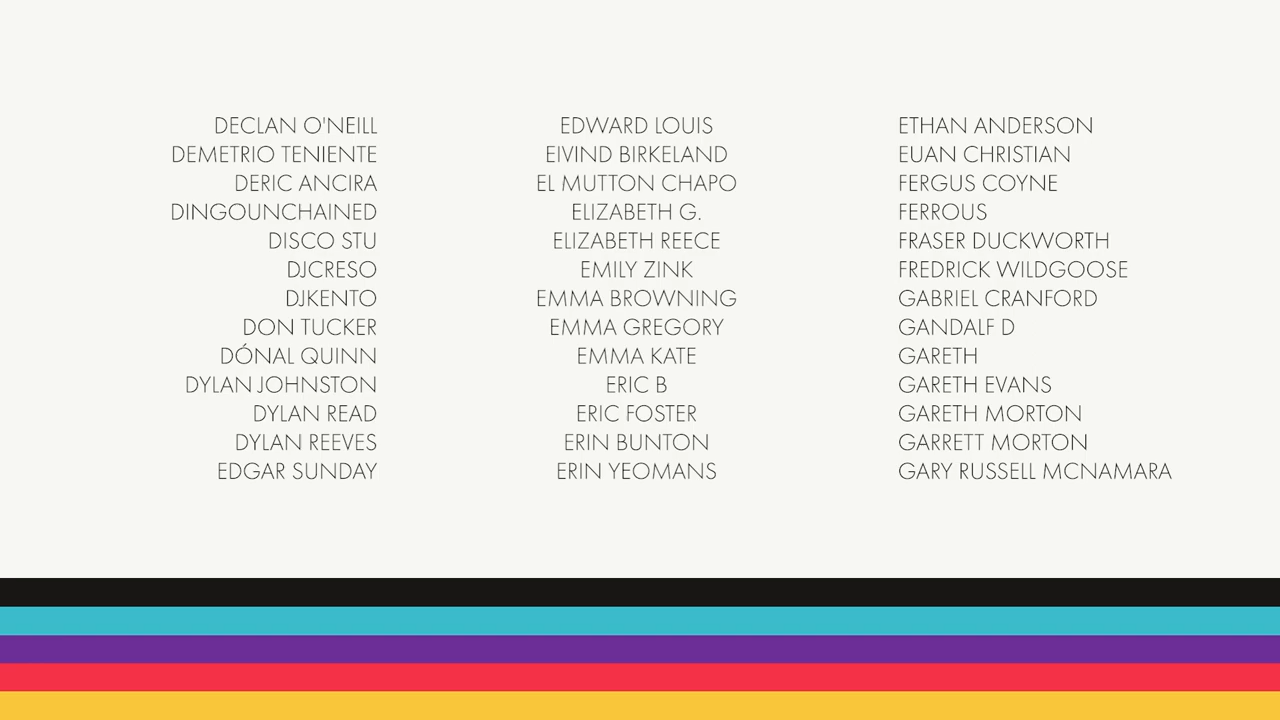 DECLAN O'NEILL
DEMETRIO TENIENTE
DERIC ANCIRA
DINGOUNCHAINED
DISCO STU
DJCRESO
DJKENTO
DON TUCKER
DÓNAL QUINN
DYLAN JOHNSTON
DYLAN READ
DYLAN REEVES
EDGAR SUNDAY
EDWARD LOUIS
EIVIND BIRKELAND
EL MUTTON CHAPO
ELIZABETH G.
ELIZABETH REECE
EMILY ZINK
EMMA BROWNING
EMMA GREGORY
EMMA KATE
ERIC B
ERIC FOSTER
ERIN BUNTON
ERIN YEOMANS
ETHAN ANDERSON
EUAN CHRISTIAN
FERGUS COYNE
FERROUS
FRASER DUCKWORTH
FREDRICK WILDGOOSE
GABRIEL CRANFORD
GANDALF D
GARETH
GARETH EVANS
GARETH MORTON
GARRETT MORTON
GARY RUSSELL MCNAMARA